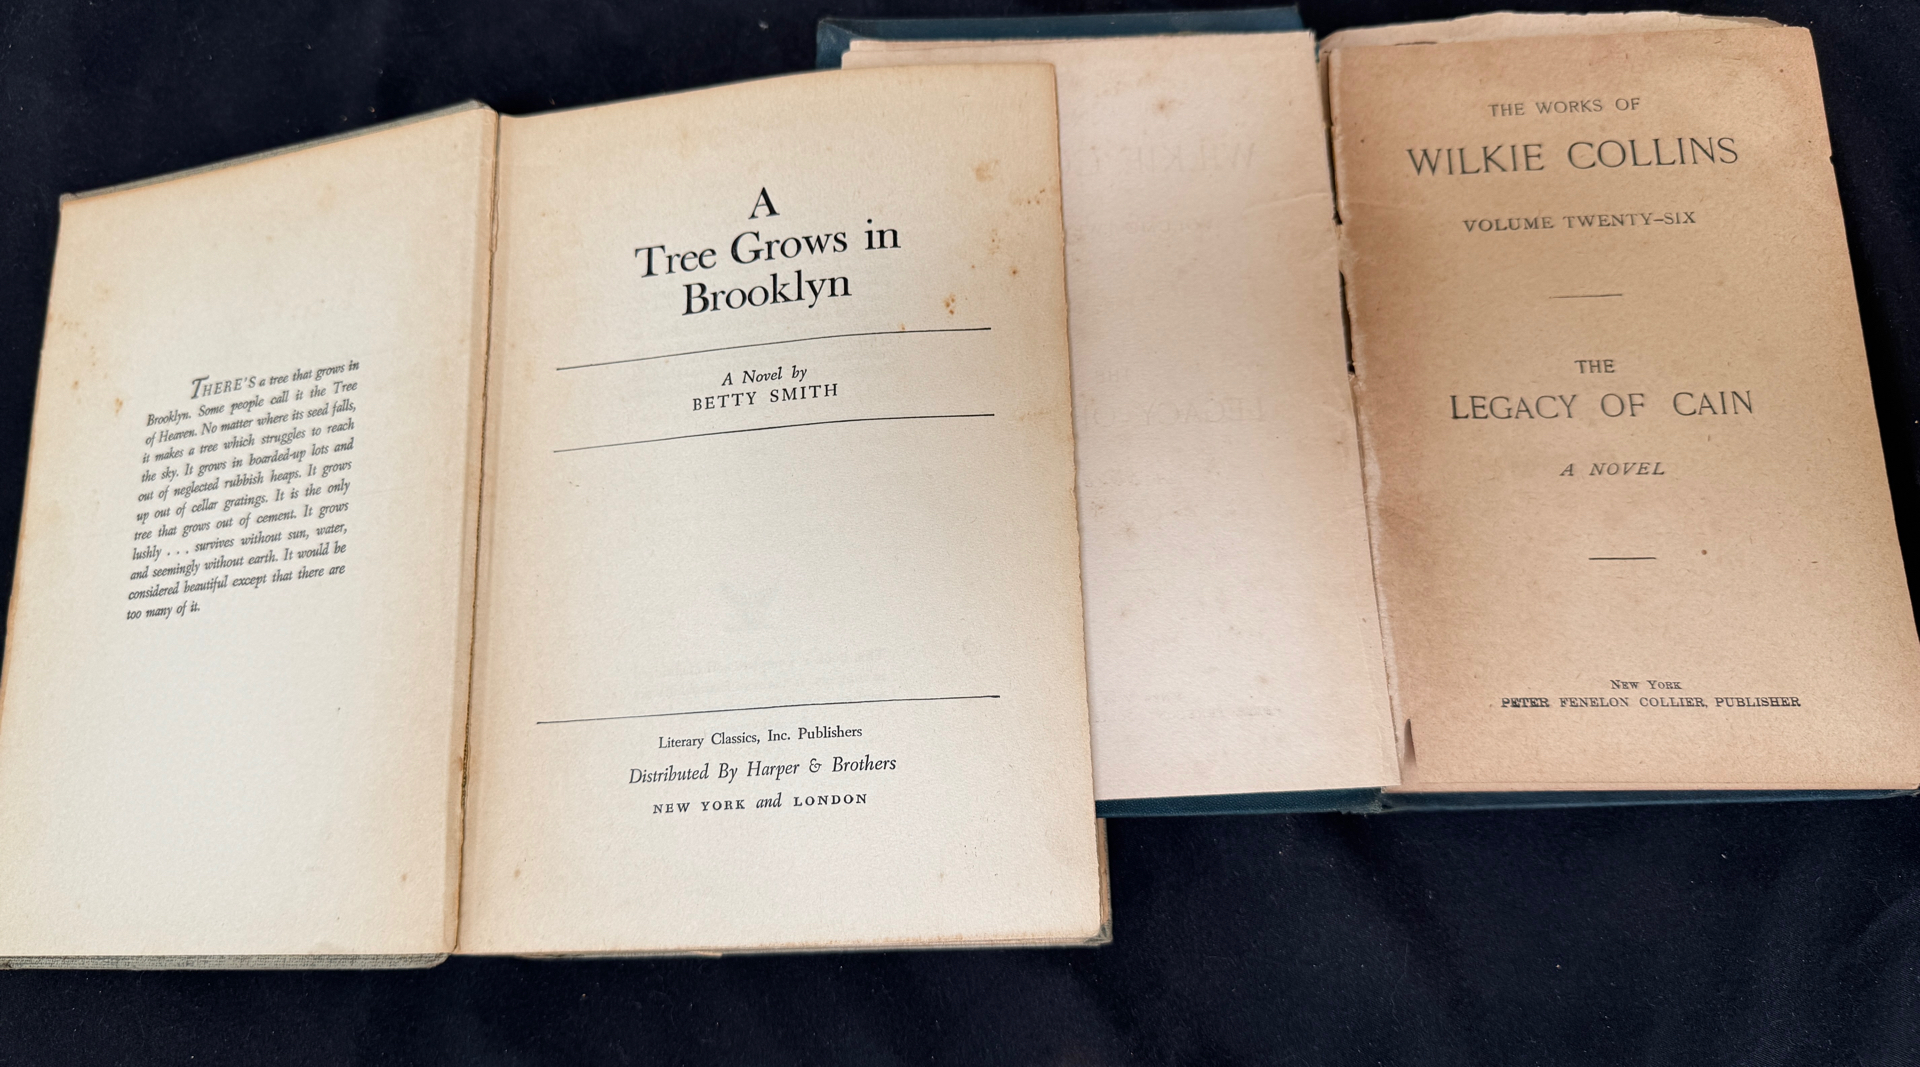 THERE'S a tree that grows in
Brooklyn. Some people call it the Tree
of Heaven. No matter where its seed falls,
it makes a tree which struggles to reach
the sky. It grows in boarded-up lots and
out of neglected rubbish heaps. It grows
up out of cellar gratings. It is the only
tree that grows out of cement. It grows
lushly . . . survives without sun, water,
and seemingly without earth. It would be
considered beautiful except that there are
too many of it.
A
Tree Grows in
Brooklyn
A Novel by
BETTY SMITH
Literary Classics, Inc. Publishers
Distributed By Harper & Brothers
NEW YORK and LONDON
THE WORKS OF
WILKIE COLLINS
VOLUME TWENTY-SIX
THE
LEGACY OF CAIN
A NOVEL
NEW YORK
PETER FENELON COLLIER, PUBLISHER